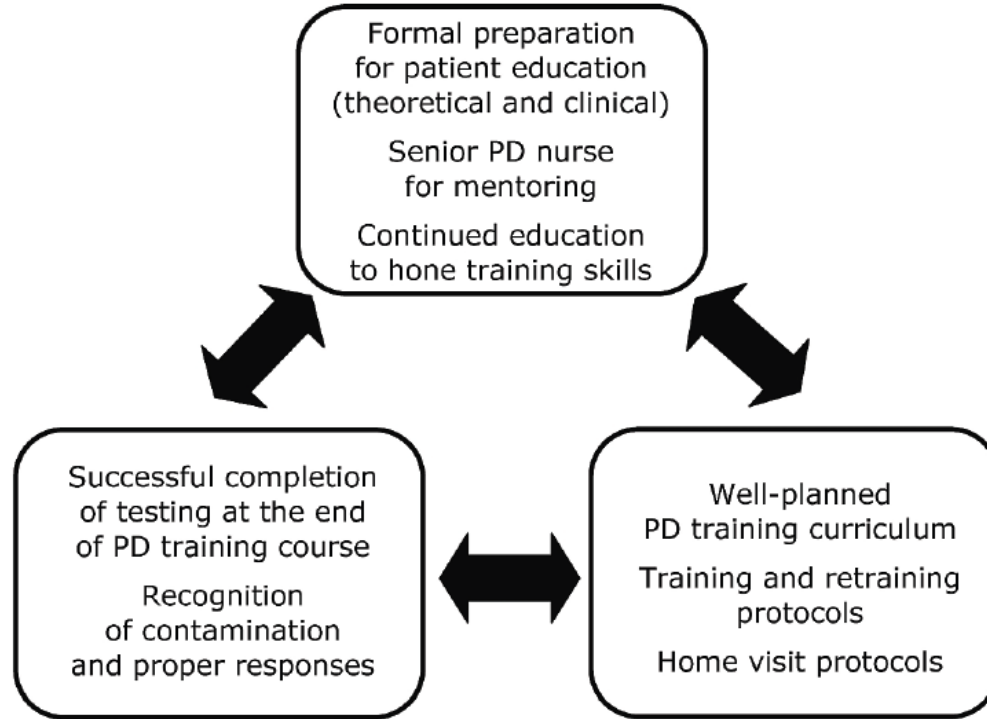 Formal preparation
for patient education
(theoretical and clinical)
Senior PD nurse
for mentoring
Continued education
to hone training skills
Successful completion
of testing at the end
of PD training course
Recognition
of contamination
and proper responses
Well-planned
PD training curriculum
Training and retraining
protocols
Home visit protocols